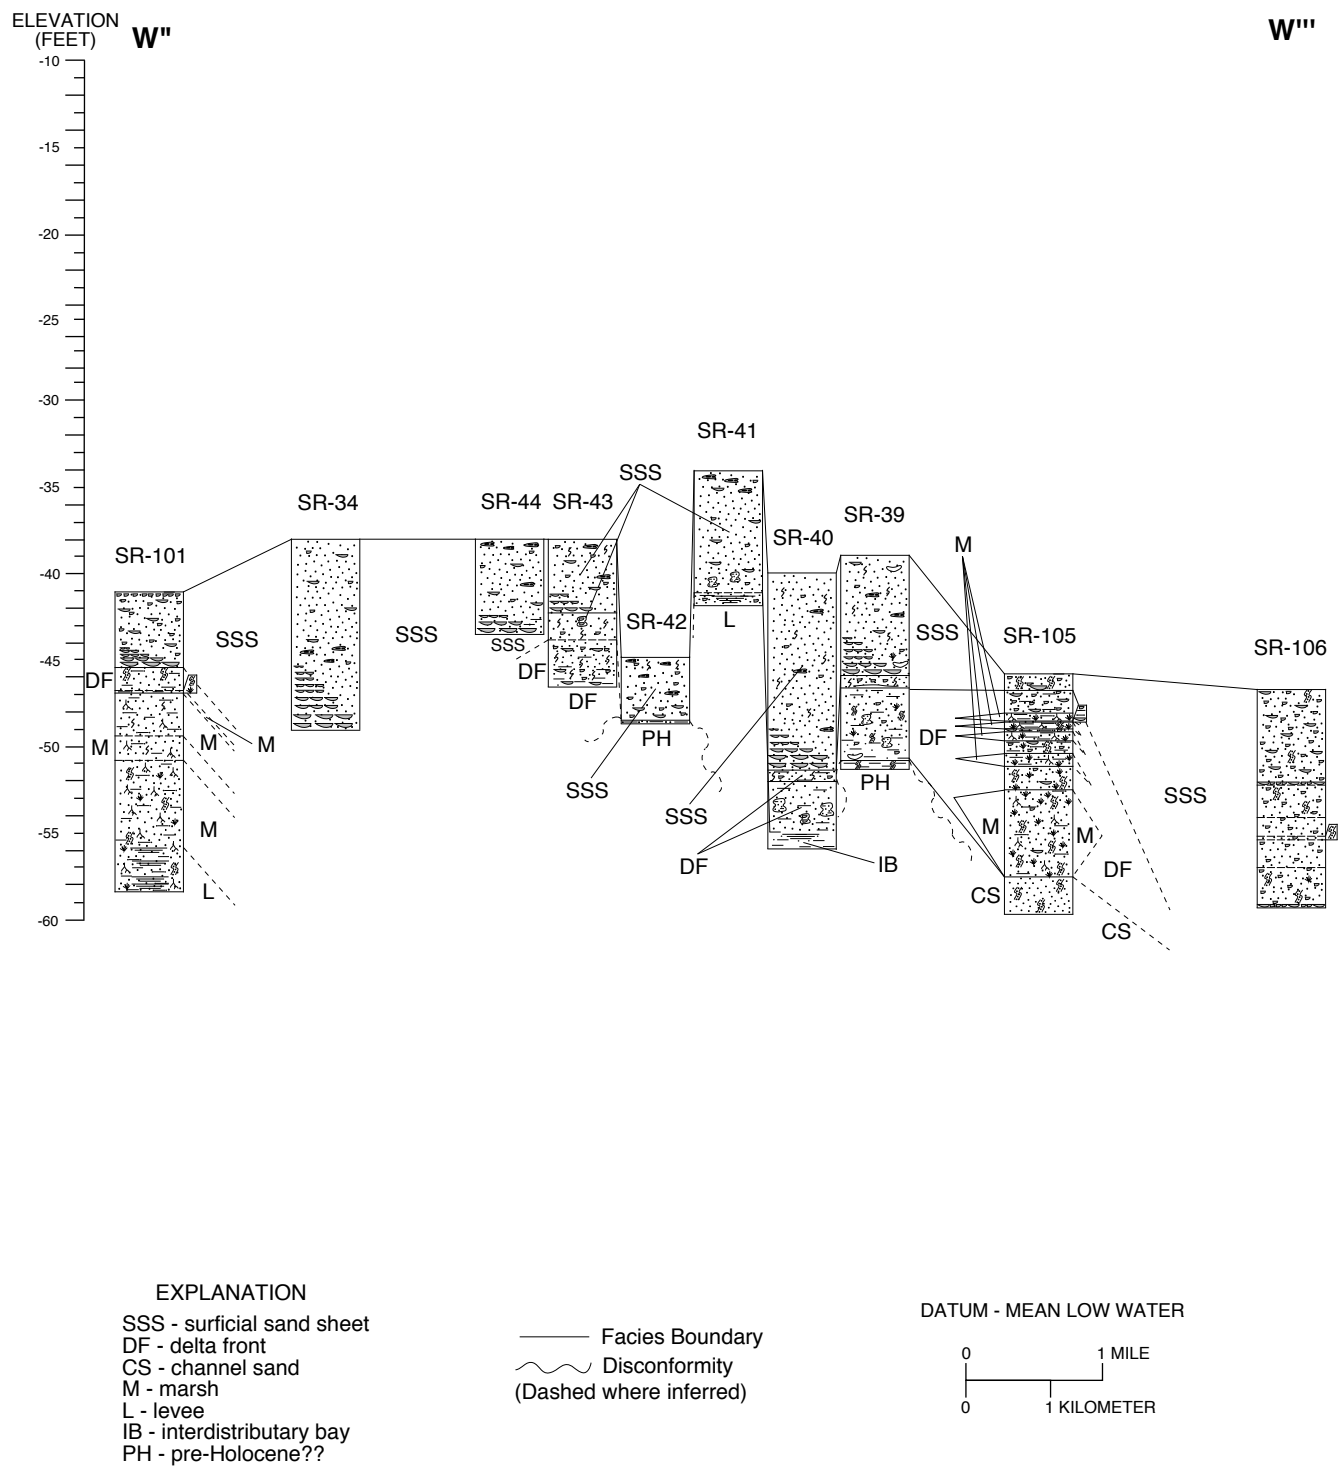 ELEVATION
(FEET)
W"
W'''
-10
-15
-20
-25
-30
-35
-40
-45
-50
-55
-60
SR-101
SR-34
SR-44
SR-43
SSS
SR-41
SR-42
SR-40
SR-39
M
SR-105
SR-106
DF
M
SSS
M
M
M
L
SSS
SSS
DF
DF
L
PH
SSS
SSS
DF
IB
PH
SSS
DF
M
CS
M
DF
CS
SSS
EXPLANATION
SSS - surficial sand sheet
DF - delta front
CS - channel sand
M - marsh
L - levee
IB - interdistributary bay
PH - pre-Holocene??
Facies Boundary
Disconformity
(Dashed where inferred)
DATUM - MEAN LOW WATER
0 1 MILE
0 1 KILOMETER